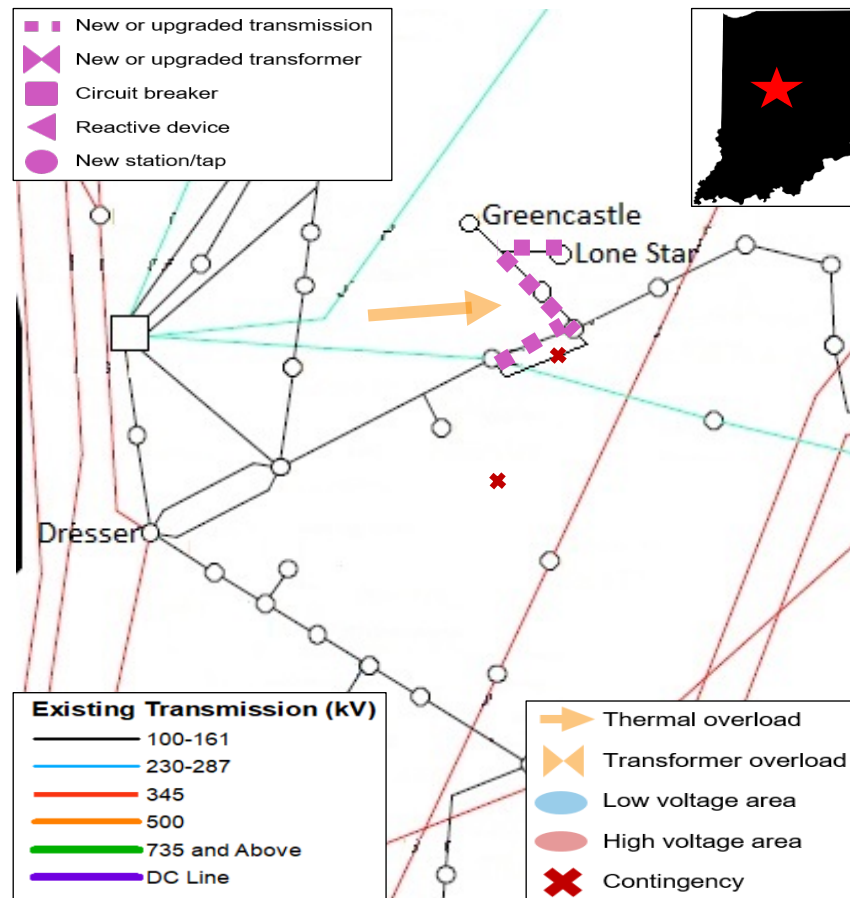 New or upgraded transmission
New or upgraded transformer
Circuit breaker
Reactive device
New station/tap
Greencastle
Lone Star
Dresser
Existing Transmission (kV)
100-161
230-287
345
500
735 and Above
DC Line
Thermal overload
Transformer overload
Low voltage area
High voltage area
Contingency